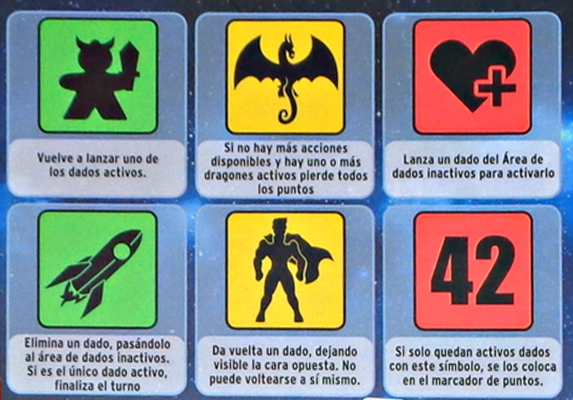 Vuelve a lanzar uno de
los dados activos.
Si no hay más acciones
disponibles y hay uno o más
dragones activos pierde todos
los puntos
Lanza un dado del Área de
dados inactivos para activarlo
Elimina un dado, pasándolo
al área de dados inactivos.
Si es el único dado activo,
finaliza el turno
Da vuelta un dado, dejando
visible la cara opuesta. No
puede voltearse a sí mismo.
42
Si solo quedan activos dados
con este símbolo, se los coloca
en el marcador de puntos.